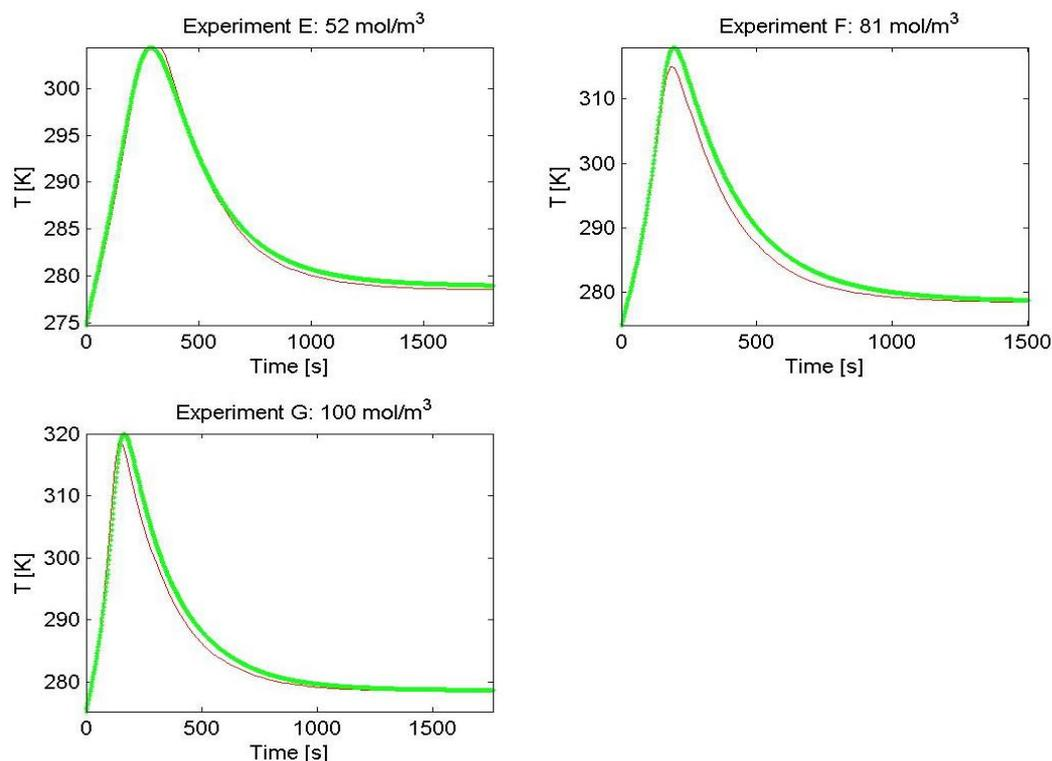 Experiment E: 52 mol/m³
T [K]
300
295
290
285
280
275
0 500 1000 1500
Time [s]
Experiment F: 81 mol/m³
T [K]
310
300
290
280
0 500 1000 1500
Time [s]
Experiment G: 100 mol/m³
T [K]
320
310
300
290
280
0 500 1000 1500
Time [s]